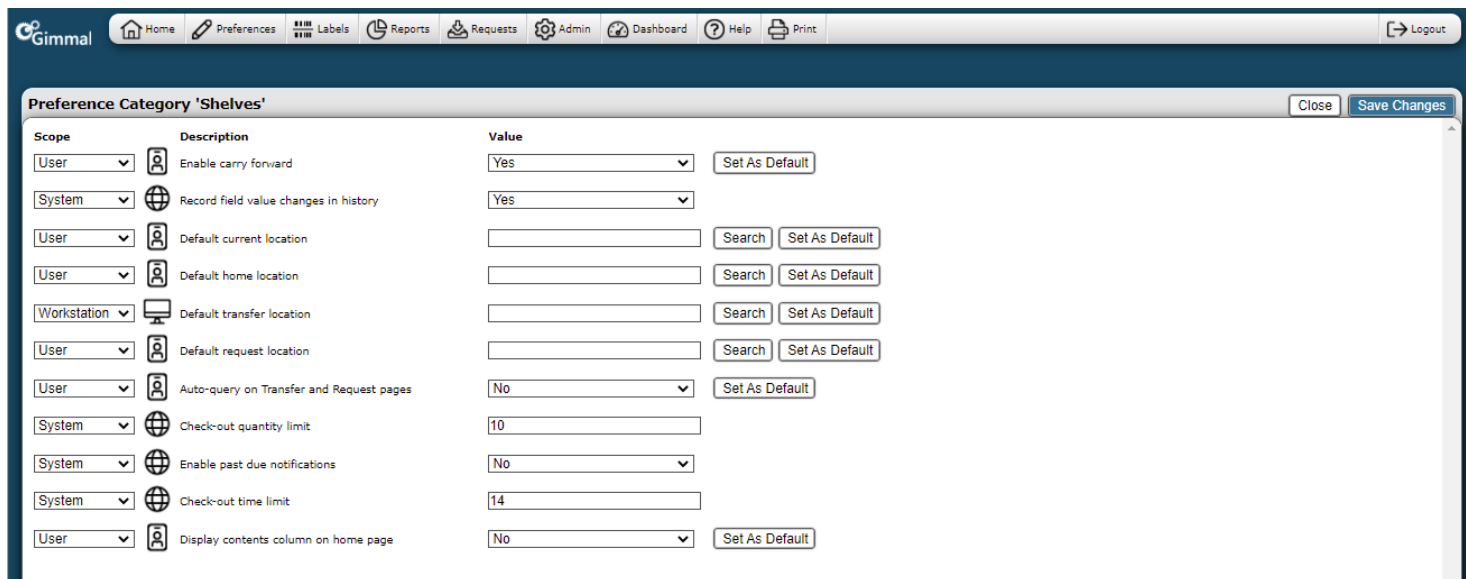 Gimmal Home Preferences Labels Reports Requests Admin Dashboard Help Print Logout
Preference Category 'Shelves' Close Save Changes
Scope Description Value
User Enable carry forward Yes Set As Default
System Record field value changes in history Yes
User Default current location Search Set As Default
User Default home location Search Set As Default
Workstation Default transfer location Search Set As Default
User Default request location Search Set As Default
User Auto-query on Transfer and Request pages No Set As Default
System Check-out quantity limit 10
System Enable past due notifications No
System Check-out time limit 14
User Display contents column on home page No Set As Default